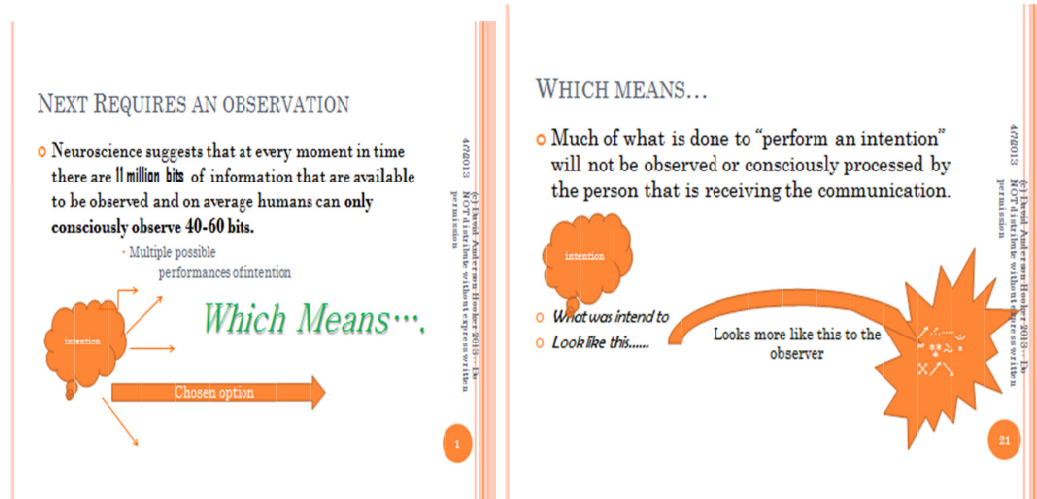 NEXT REQUIRES AN OBSERVATION
Neuroscience suggests that at every moment in time
there are 11 million bits of information that are available
to be observed and on average humans can only
consciously observe 40-60 bits.
• Multiple possible
performances ofintention
intention
Which Means….
Chosen option
4/7/2013
(c) David Anderson Hooker 2013-- Do
NOT distribute without express written
permission
1
WHICH MEANS…
Much of what is done to “perform an intention”
will not be observed or consciously processed by
the person that is receiving the communication.
intention
What was intend to
Look like this……
Looks more like this to the
observer
4/7/2013
(c) David Anderson Hooker 2013-- Do
NOT distribute without express written
permission
21